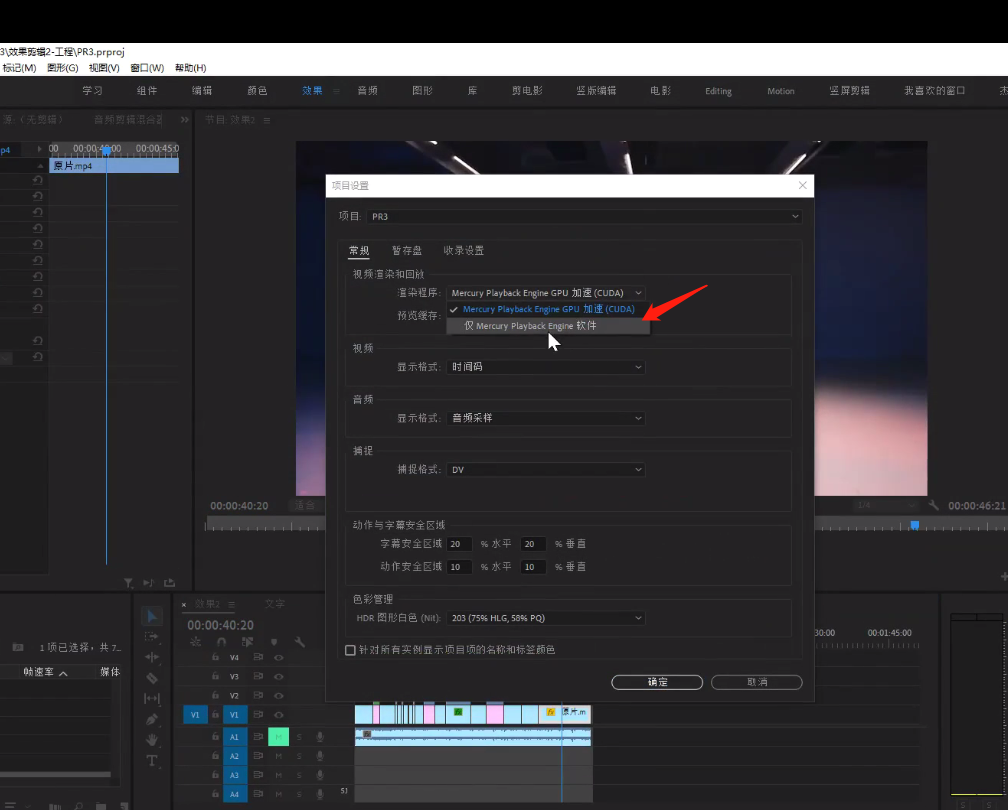 3\效果剪辑2-工程\PR3.prproj
标记(M) 图形(G) 视图(V) 窗口(W) 帮助(H)
学习 组件 编辑 颜色 效果 音频 图形 库 剪电影 竖版编辑 电影 Editing Motion 竖屏剪辑 我喜欢的窗口 杰
源:(无剪辑) 音频剪辑混合器 节目: 效果1
p4 00 00:00:40:00 00:00:45:0
原片.mp4
项目设置
项目: PR3
常规 暂存盘 收录设置
视频渲染和回放
渲染程序: Mercury Playback Engine GPU 加速 (CUDA)
Mercury Playback Engine GPU 加速 (CUDA)
预览缓存:
仅 Mercury Playback Engine 软件
视频
显示格式: 时间码
音频
显示格式: 音频采样
捕捉
捕捉格式: DV
00:00:40:20 适合 1/4 00:00:46:21
动作与字幕安全区域
字幕安全区域 20 % 水平 20 % 垂直
动作安全区域 10 % 水平 10 % 垂直
色彩管理
HDR 图形白色 (Nit): 203 (75% HLG, 58% PQ)
针对所有实例显示项目项的名称和标签颜色
确定 取消
× 效果2 文字
00:00:40:20
30:00 00:01:45:00
1 项已选择，共 7...
帧速率 媒体
V4
V3
V2
V1 V1 fx fx 原片.m
A1 M S
A2 M S
A3 M S
A4 M S 5.1
S S